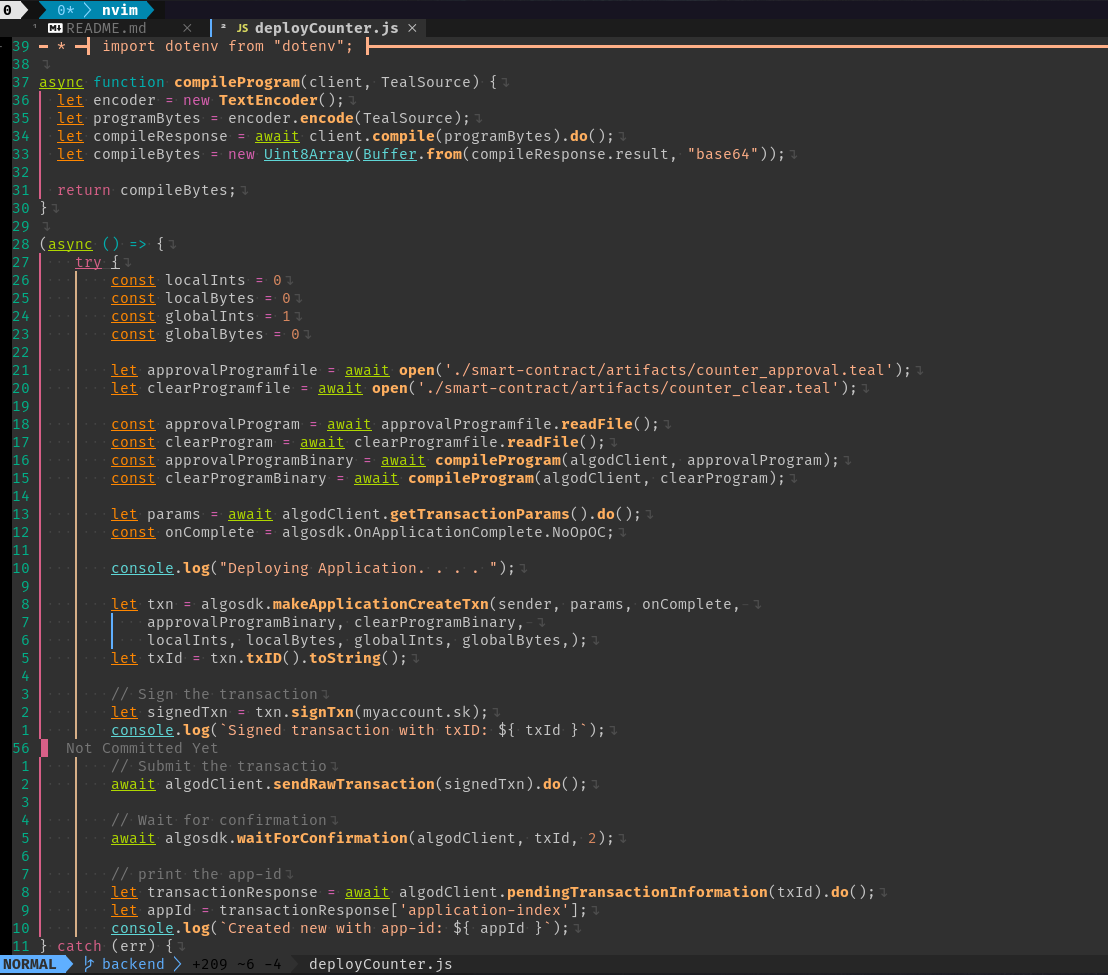 0 0* nvim
¹ README.md × ² JS deployCounter.js ×
39 * import dotenv from "dotenv";
38
37 async function compileProgram(client, TealSource) {
36 let encoder = new TextEncoder();
35 let programBytes = encoder.encode(TealSource);
34 let compileResponse = await client.compile(programBytes).do();
33 let compileBytes = new Uint8Array(Buffer.from(compileResponse.result, "base64"));
32
31 return compileBytes;
30 }
29
28 (async () => {
27 try {
26 const localInts = 0
25 const localBytes = 0
24 const globalInts = 1
23 const globalBytes = 0
22
21 let approvalProgramfile = await open('./smart-contract/artifacts/counter_approval.teal');
20 let clearProgramfile = await open('./smart-contract/artifacts/counter_clear.teal');
19
18 const approvalProgram = await approvalProgramfile.readFile();
17 const clearProgram = await clearProgramfile.readFile();
16 const approvalProgramBinary = await compileProgram(algodClient, approvalProgram);
15 const clearProgramBinary = await compileProgram(algodClient, clearProgram);
14
13 let params = await algodClient.getTransactionParams().do();
12 const onComplete = algosdk.OnApplicationComplete.NoOpOC;
11
10 console.log("Deploying Application. . . . ");
9
8 let txn = algosdk.makeApplicationCreateTxn(sender, params, onComplete,
7 approvalProgramBinary, clearProgramBinary,
6 localInts, localBytes, globalInts, globalBytes,);
5 let txId = txn.txID().toString();
4
3 // Sign the transaction
2 let signedTxn = txn.signTxn(myaccount.sk);
1 console.log(`Signed transaction with txID: ${ txId }`);
56 Not Committed Yet
1 // Submit the transactio
2 await algodClient.sendRawTransaction(signedTxn).do();
3
4 // Wait for confirmation
5 await algosdk.waitForConfirmation(algodClient, txId, 2);
6
7 // print the app-id
8 let transactionResponse = await algodClient.pendingTransactionInformation(txId).do();
9 let appId = transactionResponse['application-index'];
10 console.log(`Created new with app-id: ${ appId }`);
11 } catch (err) {
NORMAL backend +209 ~6 -4 deployCounter.js